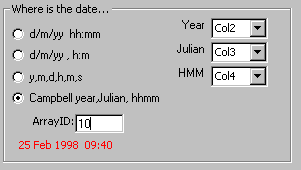 Where is the date...
d/m/yy hh:mm
d/m/yy , h:m
y,m,d,h,m,s
Campbell year,Julian, hhmm
ArrayID: 10
25 Feb 1998 09:40
Year Col2
Julian Col3
HMM Col4